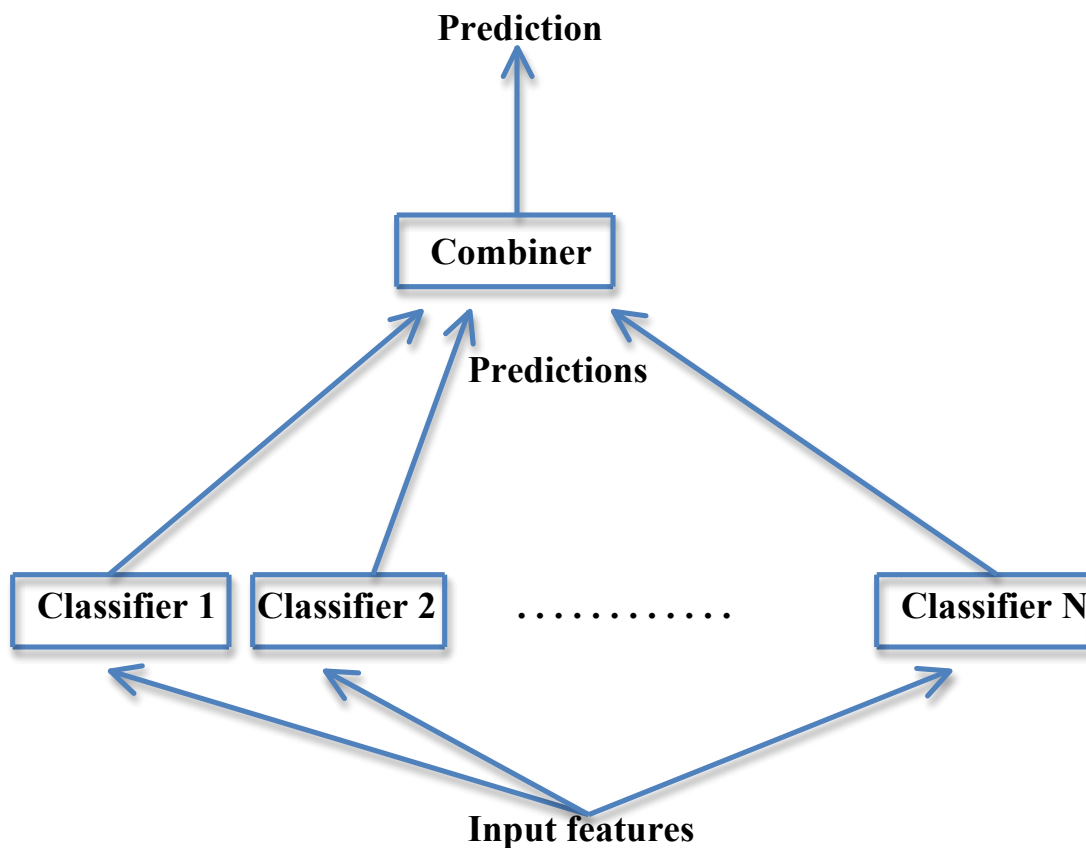 Prediction
Combiner
Predictions
Classifier 1
Classifier 2
. . . . . . . . . . . .
Classifier N
Input features